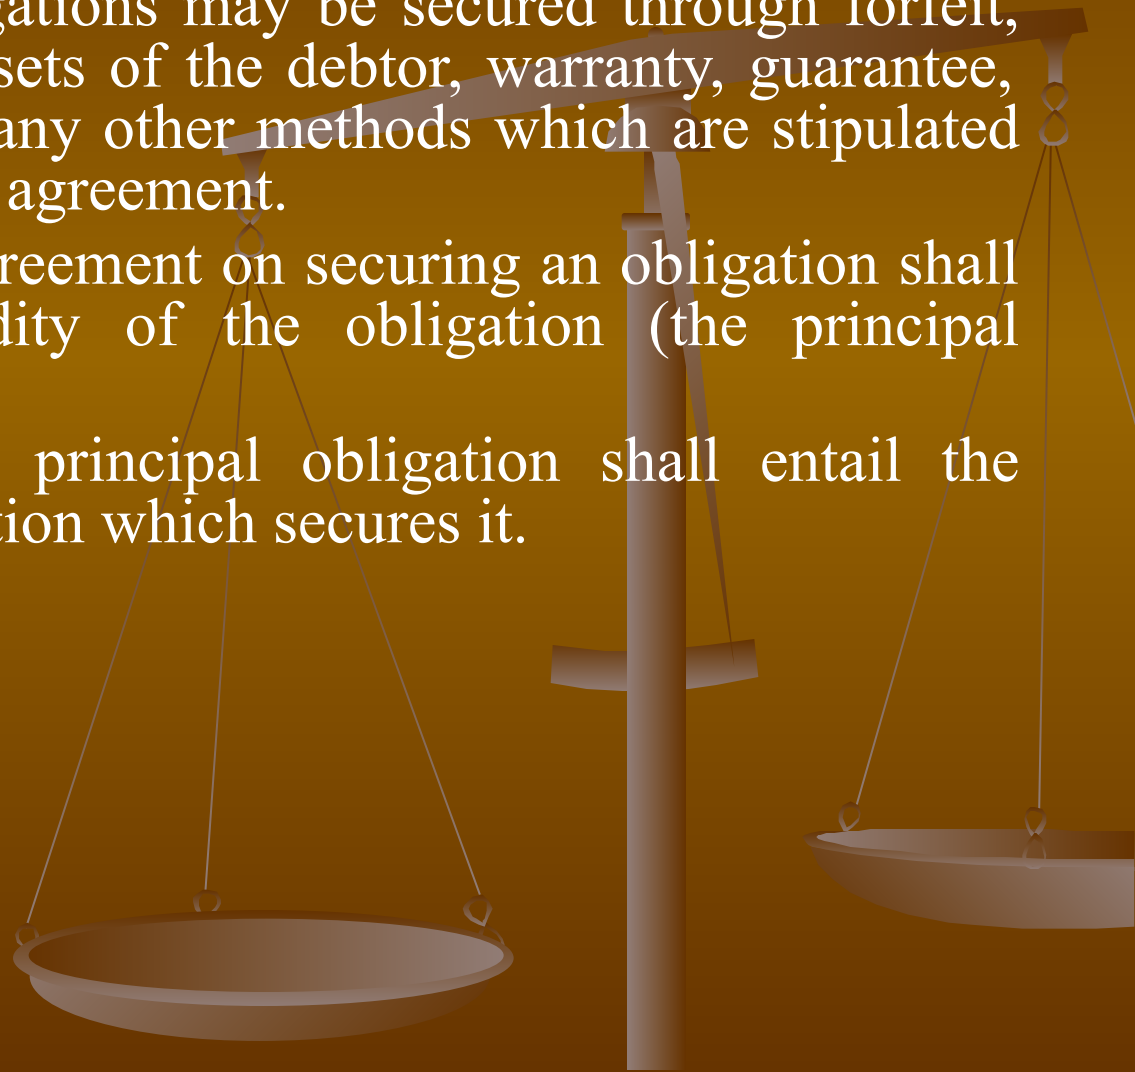 gations may be secured through forfeit,
sets of the debtor, warranty, guarantee,
any other methods which are stipulated
agreement.
reement on securing an obligation shall
dity of the obligation (the principal
principal obligation shall entail the
tion which secures it.